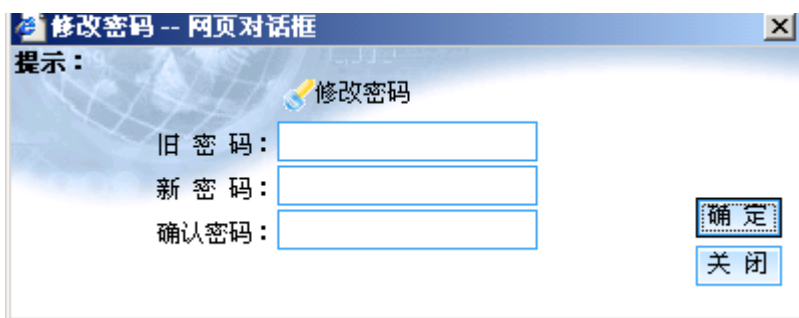 修改密码 -- 网页对话框
提示：
修改密码
旧 密 码：
新 密 码：
确认密码：
确 定
关 闭